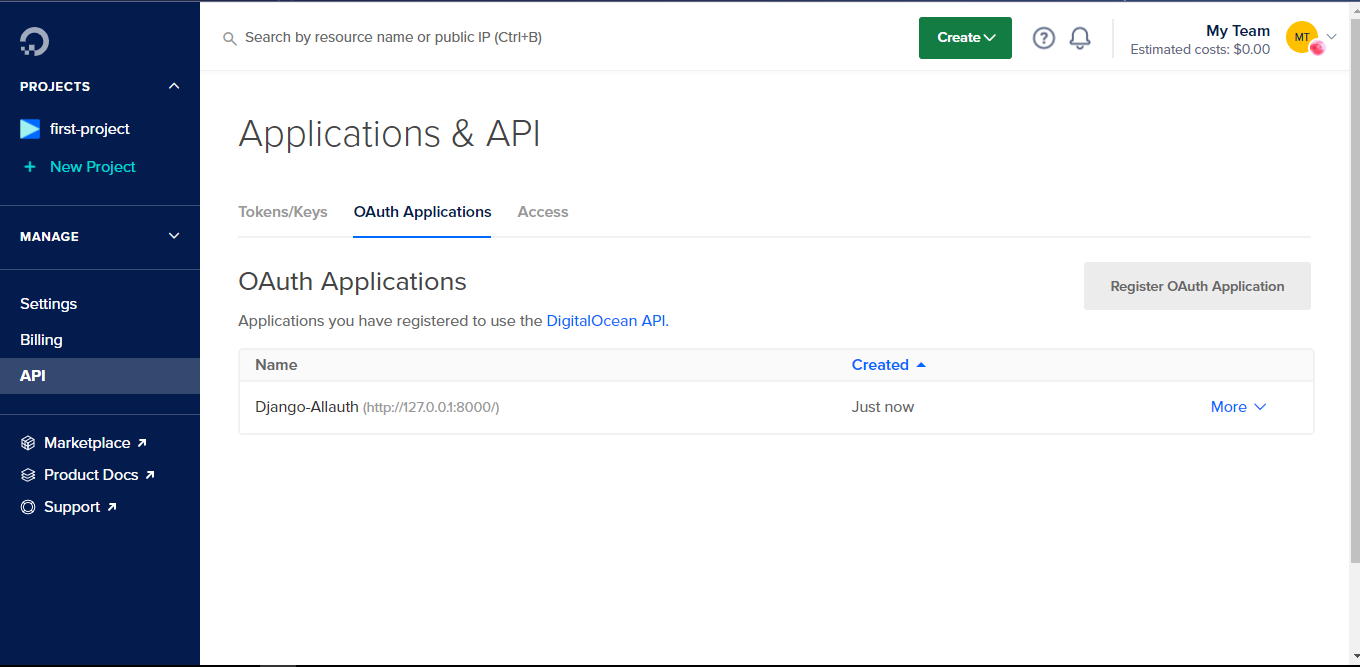 Search by resource name or public IP (Ctrl+B)
Create
My Team
Estimated costs: $0.00
MT
PROJECTS
first-project
+ New Project
MANAGE
Settings
Billing
API
Marketplace
Product Docs
Support
Applications & API
Tokens/Keys OAuth Applications Access
OAuth Applications
Register OAuth Application
Applications you have registered to use the DigitalOcean API.
Name Created
Django-Allauth (http://127.0.0.1:8000/) Just now More